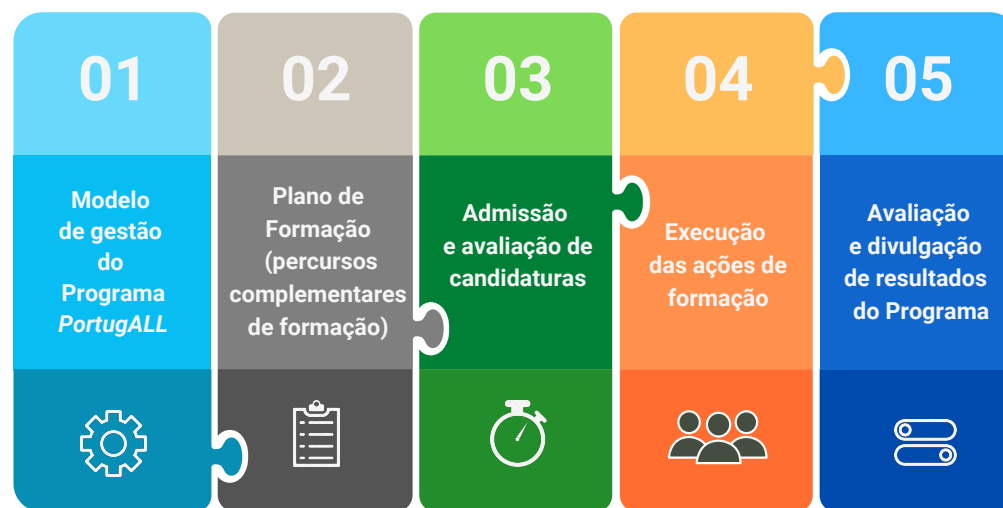 01
Modelo
de gestão
do
Programa
PortugALL
02
Plano de
Formação
(percursos
complementares
de formação)
03
Admissão
e avaliação de
candidaturas
04
Execução
das ações de
formação
05
Avaliação
e divulgação
de resultados
do Programa